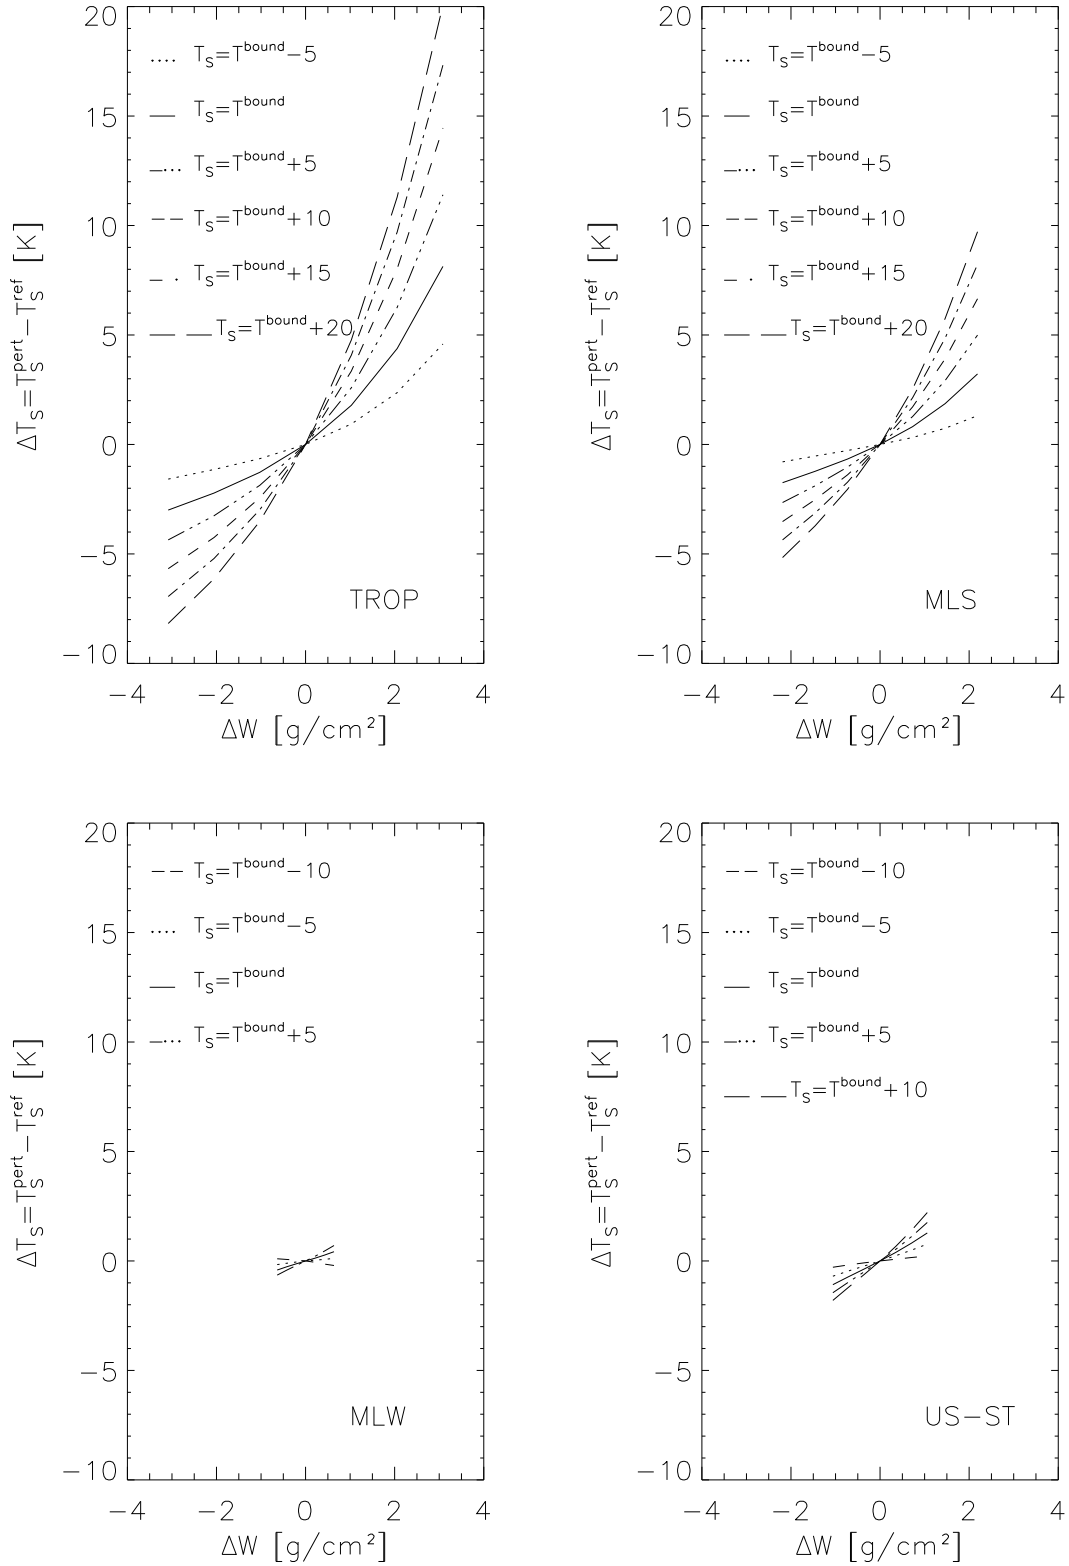 20
15
10
5
0
−5
−10
−4 −2 0 2 4
ΔT_S=T_S^pert−T_S^ref [K]
ΔW [g/cm²]
T_S=T^bound−5
T_S=T^bound
T_S=T^bound+5
T_S=T^bound+10
T_S=T^bound+15
T_S=T^bound+20
TROP
20
15
10
5
0
−5
−10
−4 −2 0 2 4
ΔT_S=T_S^pert−T_S^ref [K]
ΔW [g/cm²]
T_S=T^bound−5
T_S=T^bound
T_S=T^bound+5
T_S=T^bound+10
T_S=T^bound+15
T_S=T^bound+20
MLS
20
15
10
5
0
−5
−10
−4 −2 0 2 4
ΔT_S=T_S^pert−T_S^ref [K]
ΔW [g/cm²]
T_S=T^bound−10
T_S=T^bound−5
T_S=T^bound
T_S=T^bound+5
MLW
20
15
10
5
0
−5
−10
−4 −2 0 2 4
ΔT_S=T_S^pert−T_S^ref [K]
ΔW [g/cm²]
T_S=T^bound−10
T_S=T^bound−5
T_S=T^bound
T_S=T^bound+5
T_S=T^bound+10
US−ST